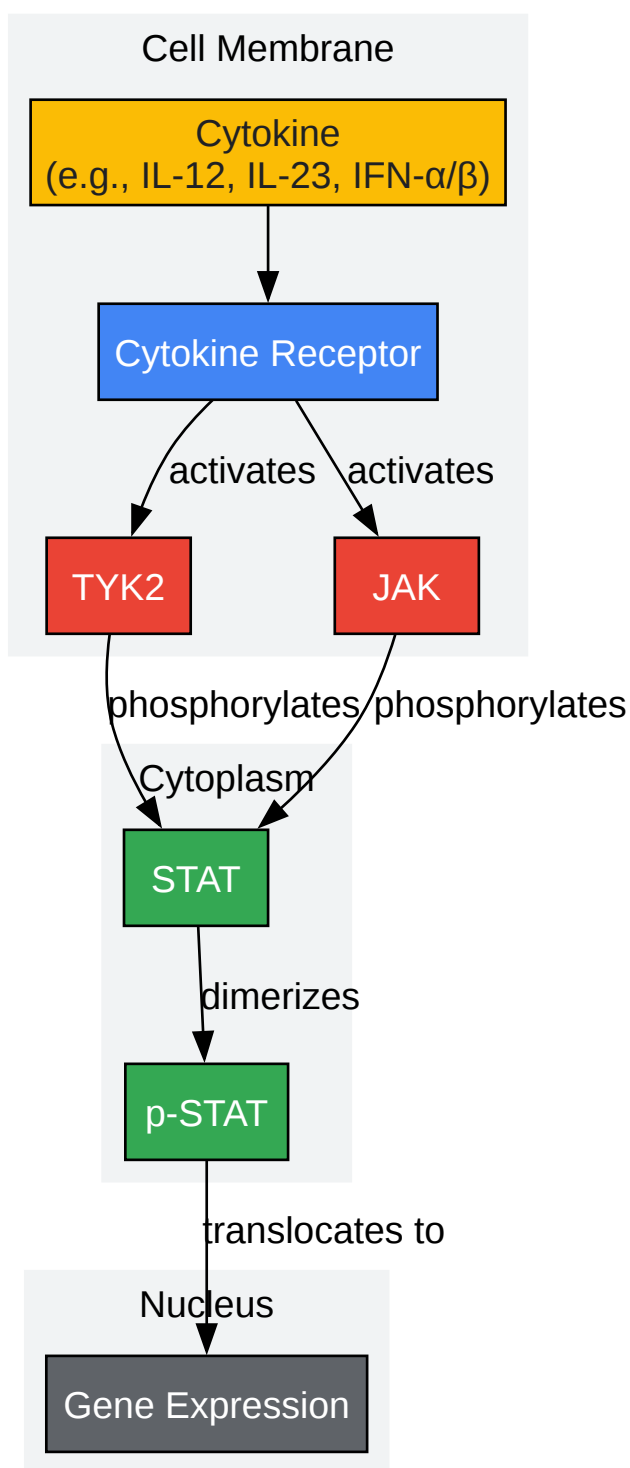 Cell Membrane
Cytokine
(e.g., IL-12, IL-23, IFN-α/β)
Cytokine Receptor
activates
activates
TYK2
JAK
phosphorylates
phosphorylates
Cytoplasm
STAT
dimerizes
p-STAT
translocates to
Nucleus
Gene Expression